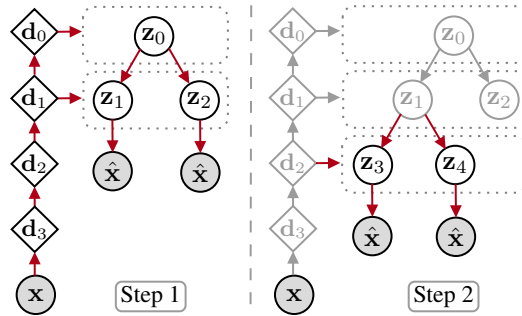 d₀ z₀ d₀ z₀
d₁ z₁ z₂ d₁ z₁ z₂
d₂ x̂ x̂ d₂ z₃ z₄
d₃ d₃ x̂ x̂
x Step 1 x Step 2